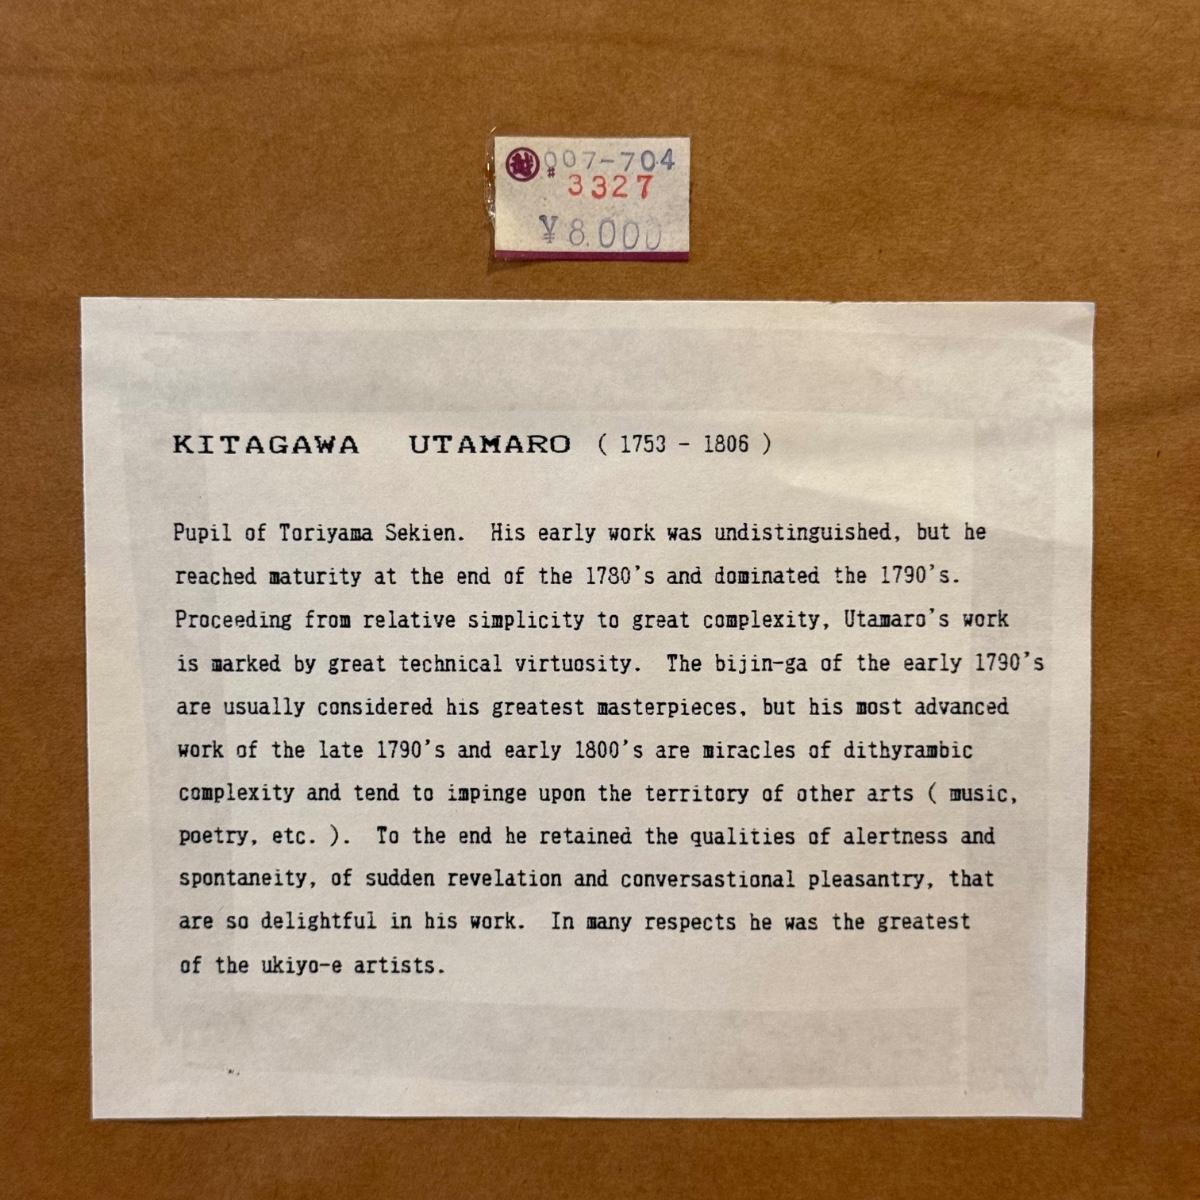 007-704
# 3327
¥8.000
KITAGAWA UTAMARO ( 1753 - 1806 )
Pupil of Toriyama Sekien. His early work was undistinguished, but he
reached maturity at the end of the 1780's and dominated the 1790's.
Proceeding from relative simplicity to great complexity, Utamaro's work
is marked by great technical virtuosity. The bijin-ga of the early 1790's
are usually considered his greatest masterpieces, but his most advanced
work of the late 1790's and early 1800's are miracles of dithyrambic
complexity and tend to impinge upon the territory of other arts ( music,
poetry, etc. ). To the end he retained the qualities of alertness and
spontaneity, of sudden revelation and conversastional pleasantry, that
are so delightful in his work. In many respects he was the greatest
of the ukiyo-e artists.